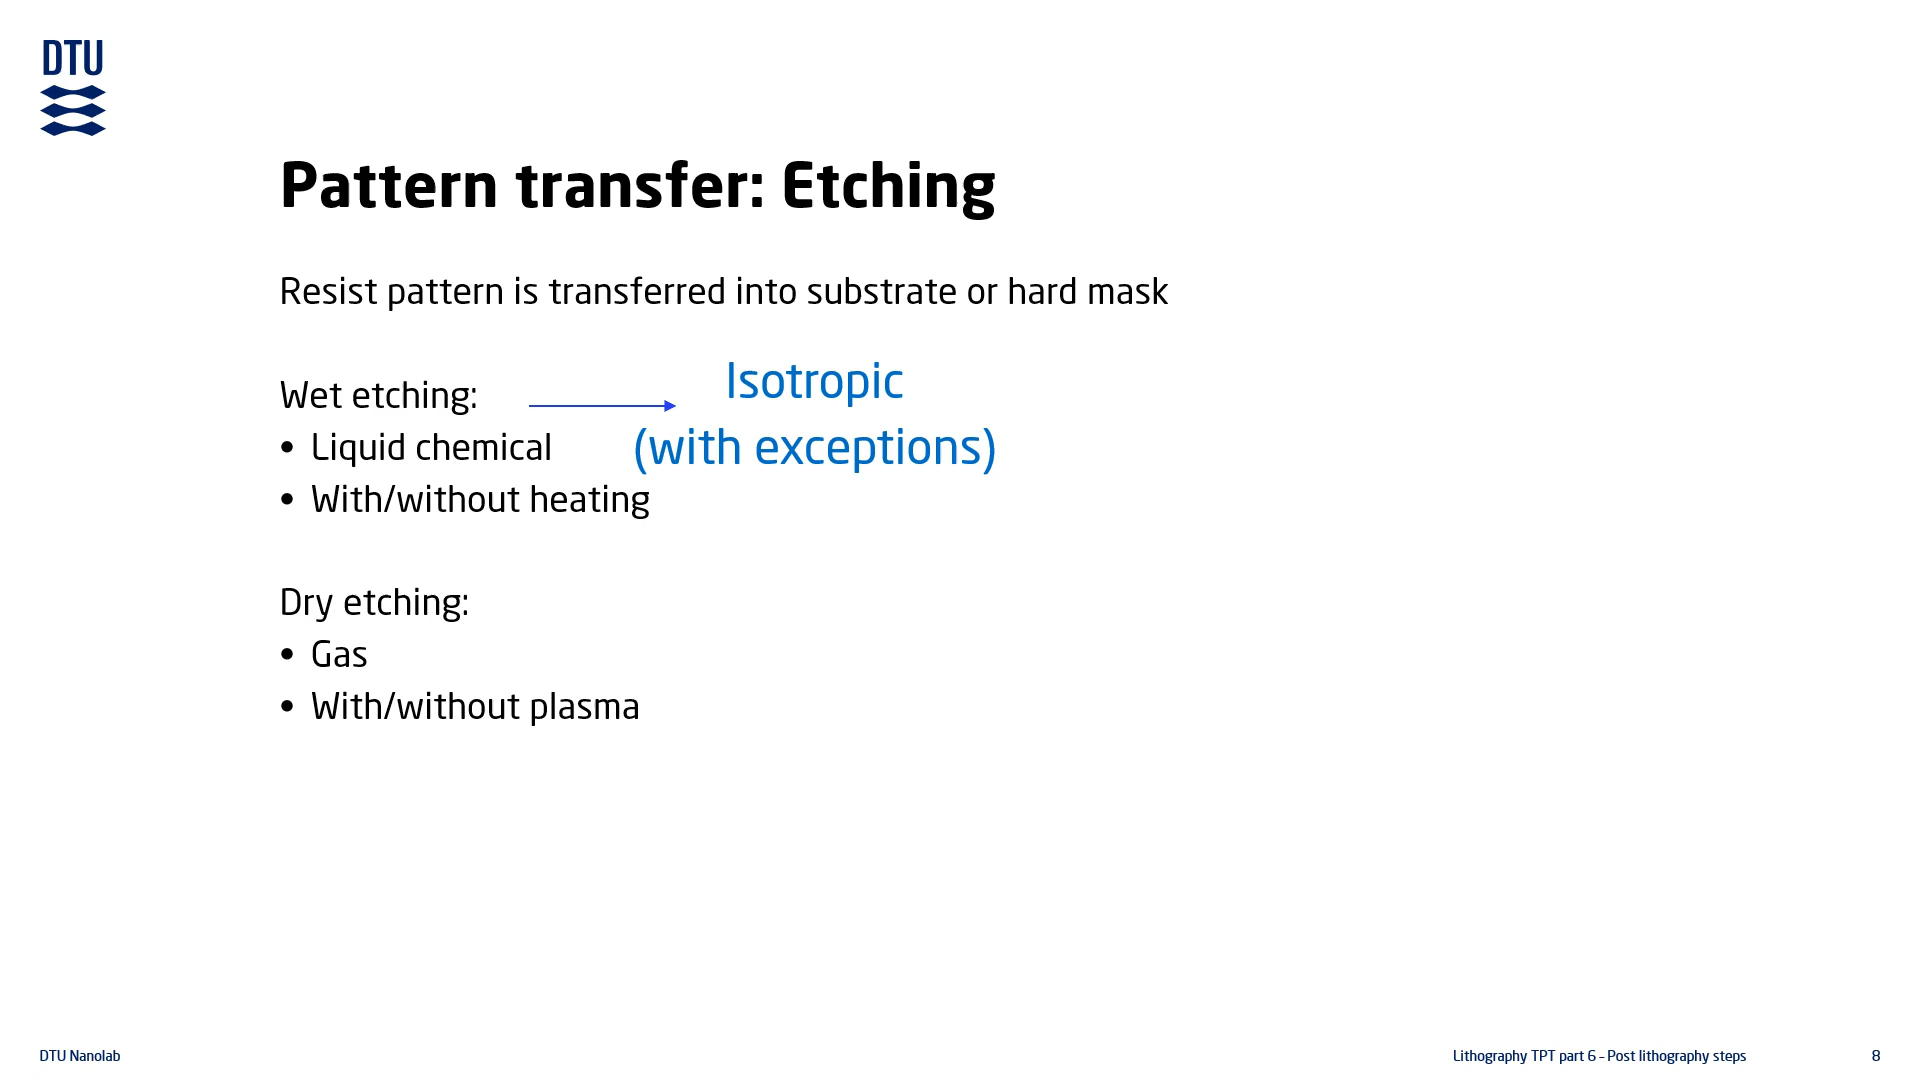 DTU
Pattern transfer: Etching
Resist pattern is transferred into substrate or hard mask
Wet etching:
Isotropic
(with exceptions)
• Liquid chemical
• With/without heating
Dry etching:
• Gas
• With/without plasma
DTU Nanolab
Lithography TPT part 6 – Post lithography steps
8